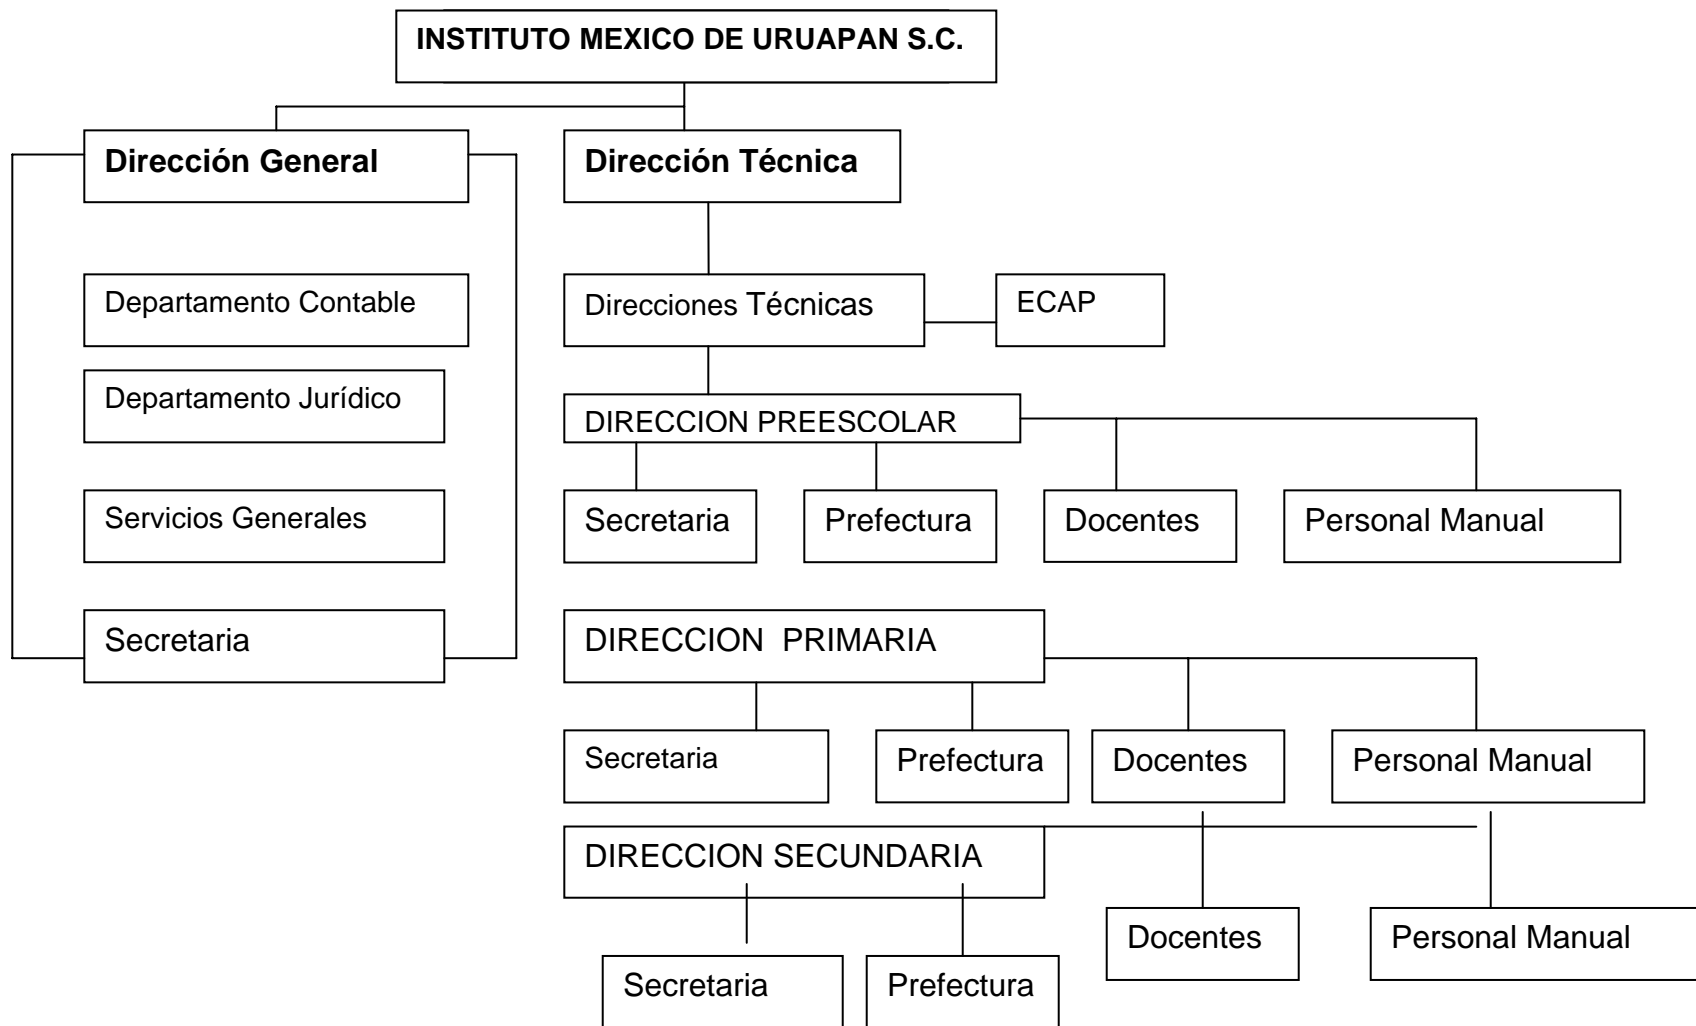 INSTITUTO MEXICO DE URUAPAN S.C.
Dirección General
Dirección Técnica
Departamento Contable
Direcciones Técnicas
ECAP
Departamento Jurídico
DIRECCION PREESCOLAR
Servicios Generales
Secretaria
Prefectura
Docentes
Personal Manual
Secretaria
DIRECCION PRIMARIA
Secretaria
Prefectura
Docentes
Personal Manual
DIRECCION SECUNDARIA
Docentes
Personal Manual
Secretaria
Prefectura